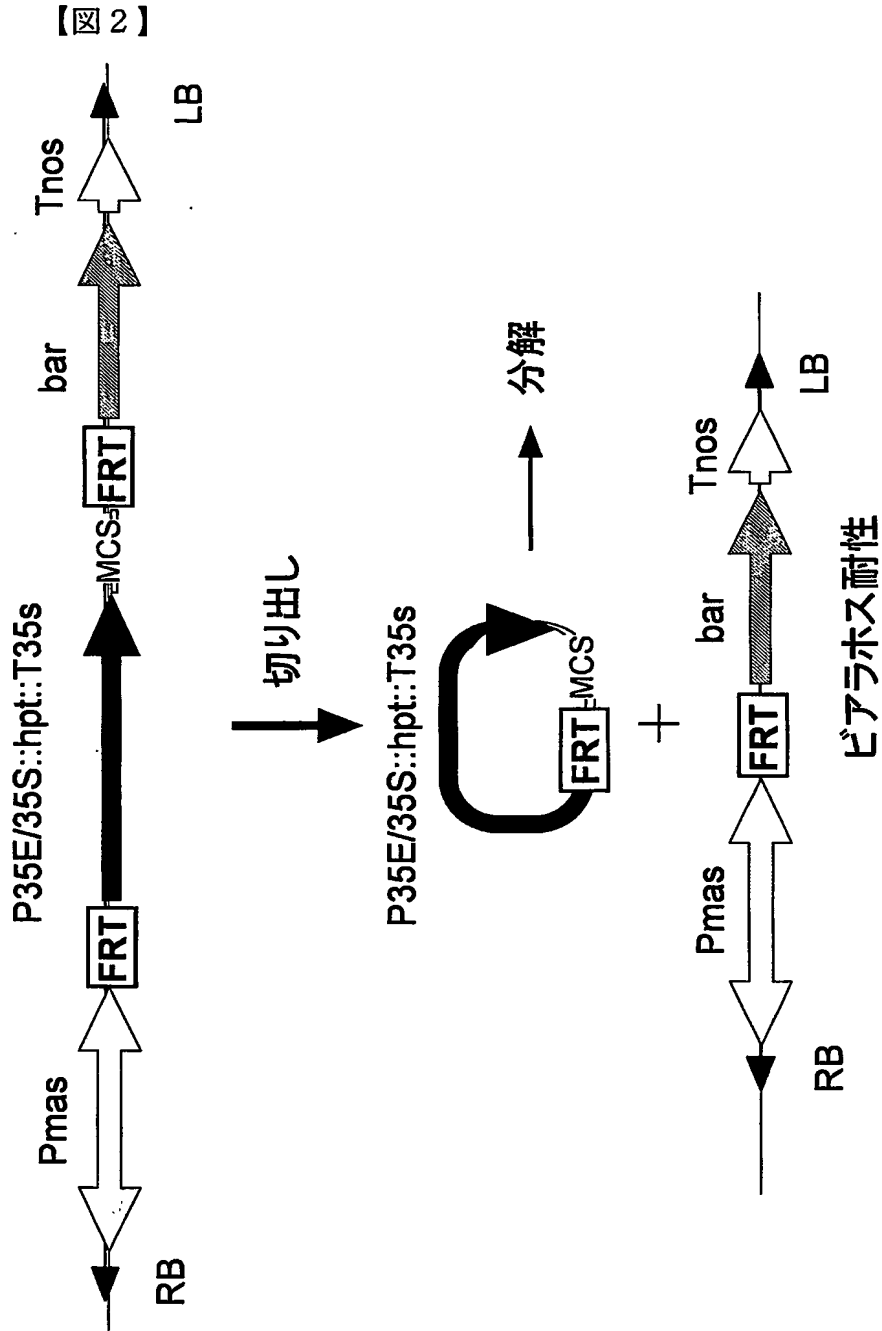 【図２】
P35E/35S::hpt::T35s
Pmas
FRT
MCS
FRT
bar
Tnos
RB
LB
切り出し
P35E/35S::hpt::T35s
FRT
MCS
分解
+
Pmas
FRT
bar
Tnos
RB
LB
ビアラホス耐性